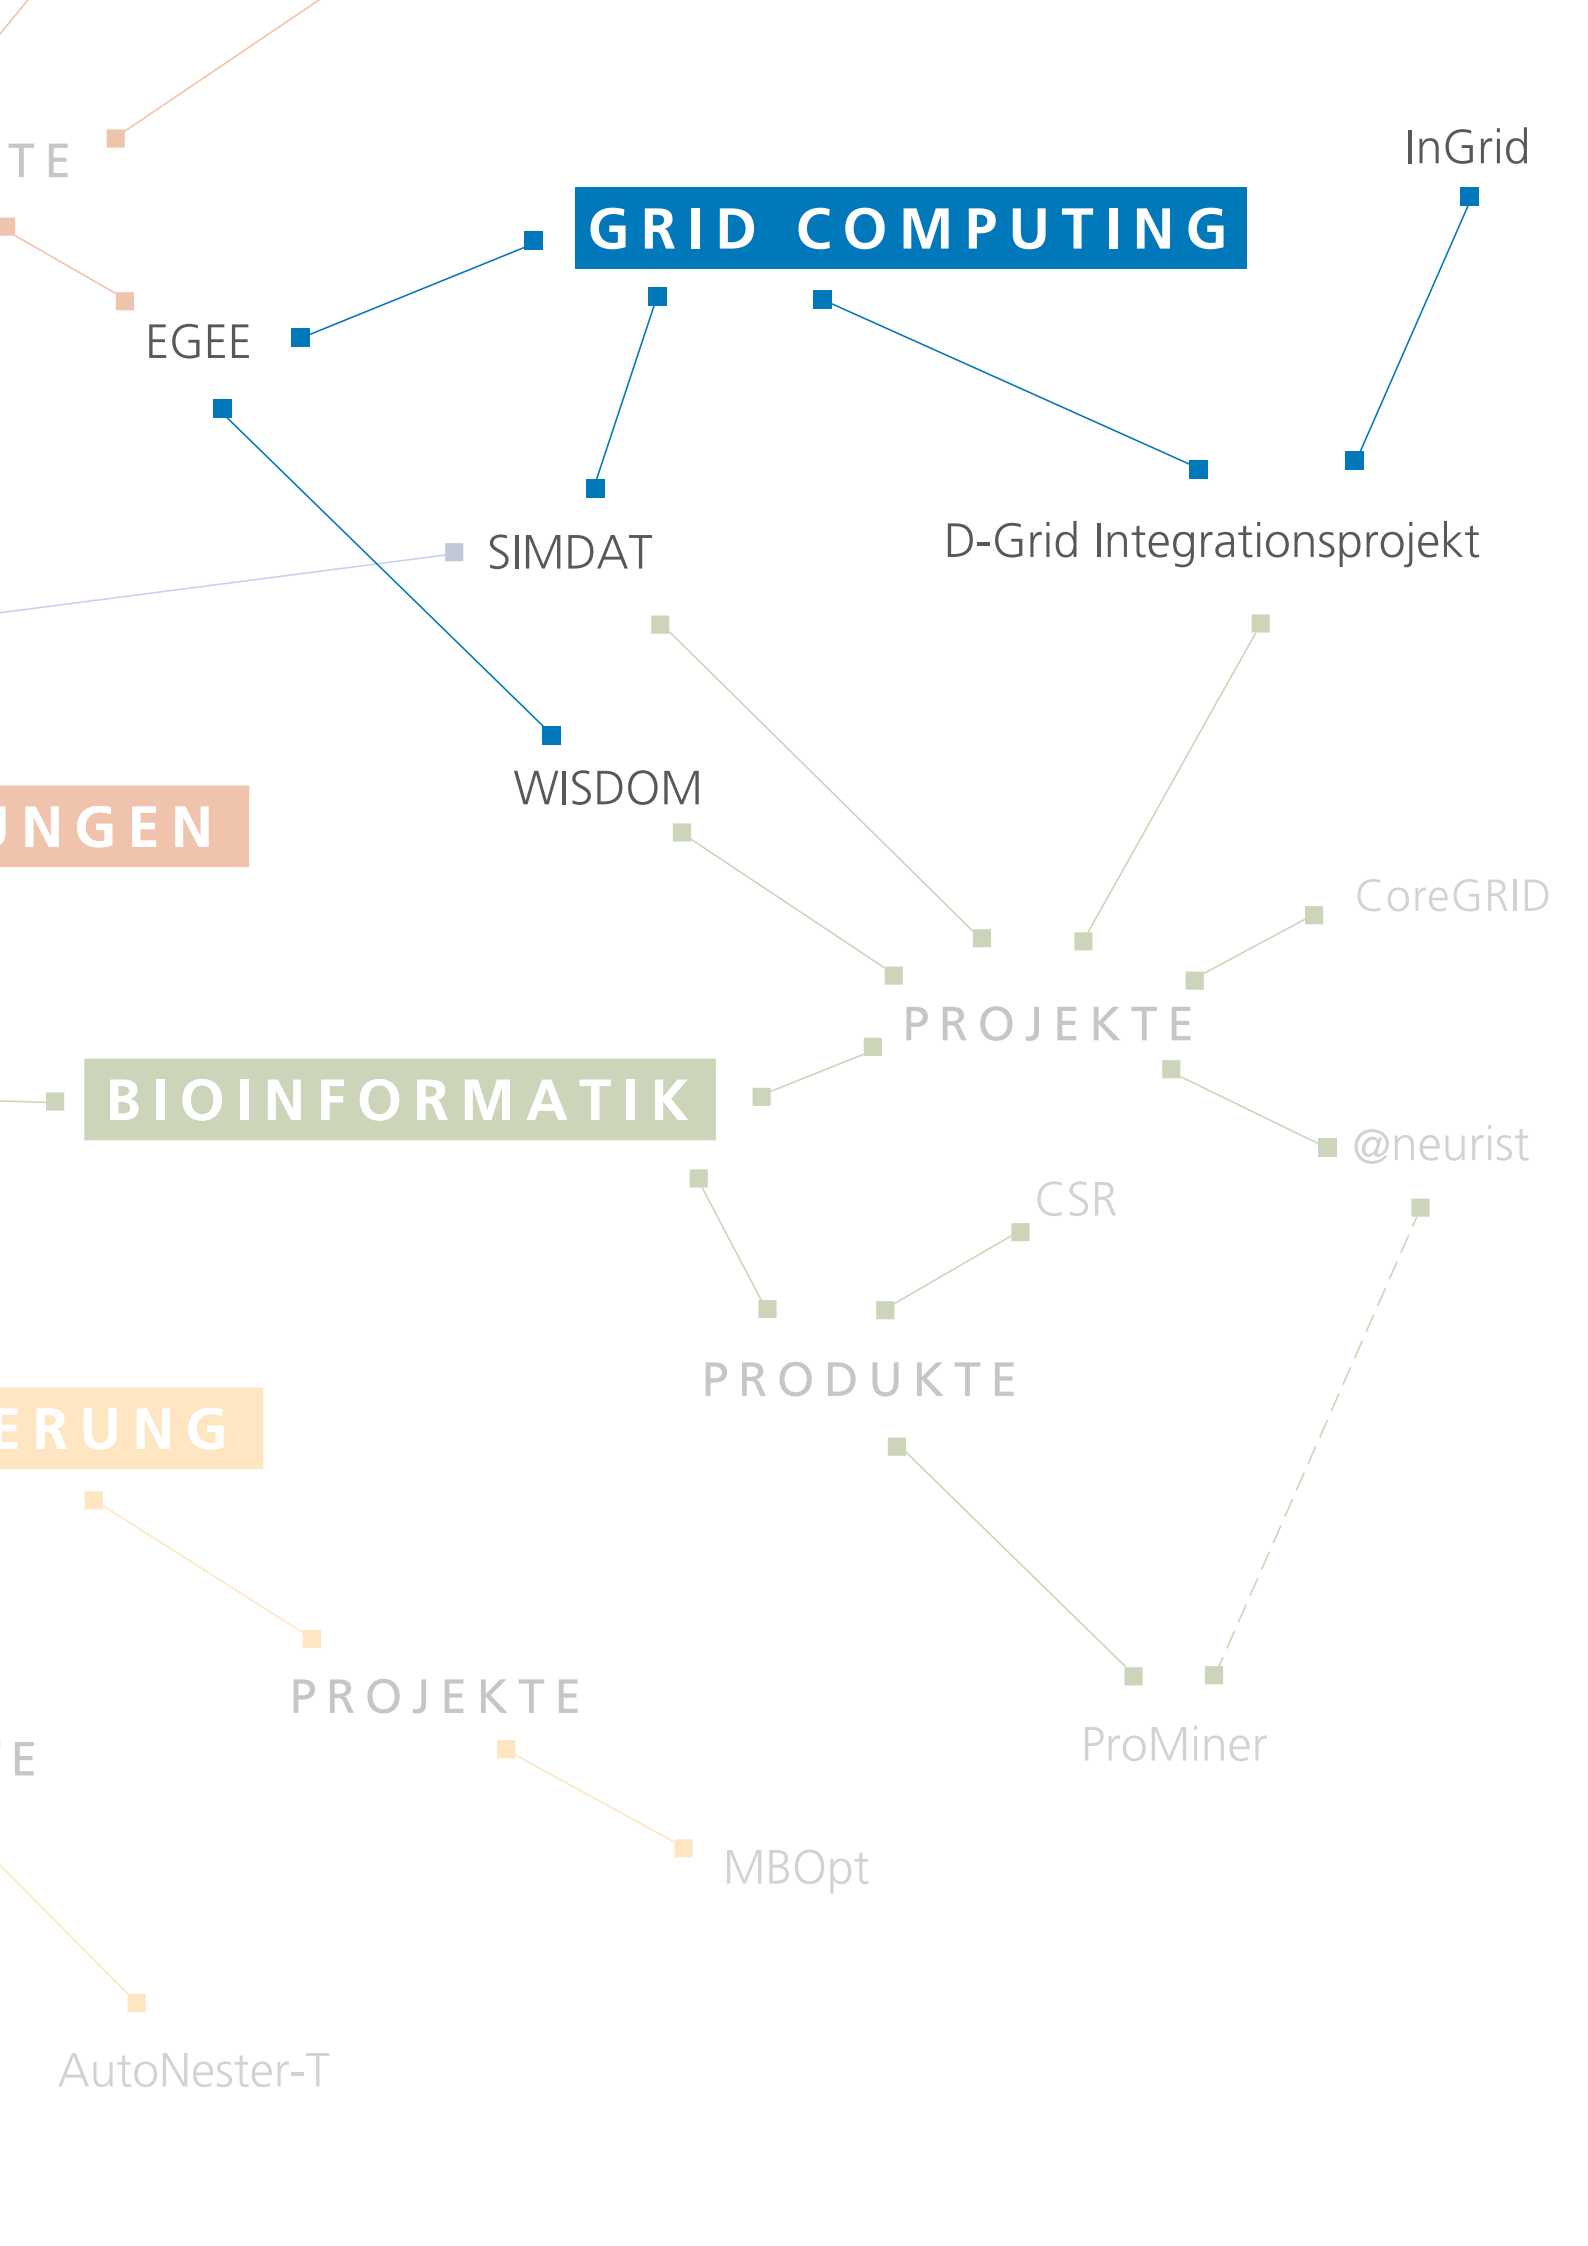 InGrid
TE
GRID COMPUTING
EGEE
SIMDAT
D-Grid Integrationsprojekt
WISDOM
UNGEN
CoreGRID
PROJEKTE
BIOINFORMATIK
@neurist
CSR
PRODUKTE
ERUNG
PROJEKTE
ProMiner
E
MBOpt
AutoNester-T